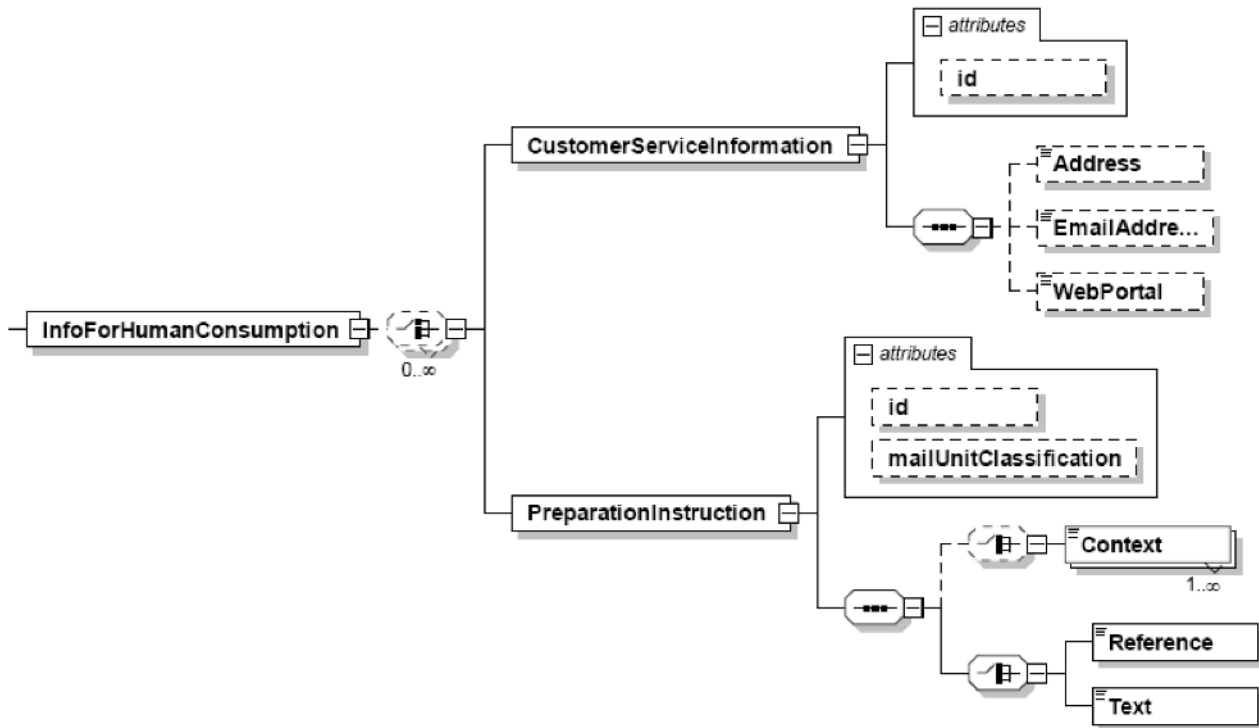 attributes
id
CustomerServiceInformation
Address
EmailAddre...
WebPortal
InfoForHumanConsumption
0..∞
attributes
id
mailUnitClassification
PreparationInstruction
Context
1..∞
Reference
Text